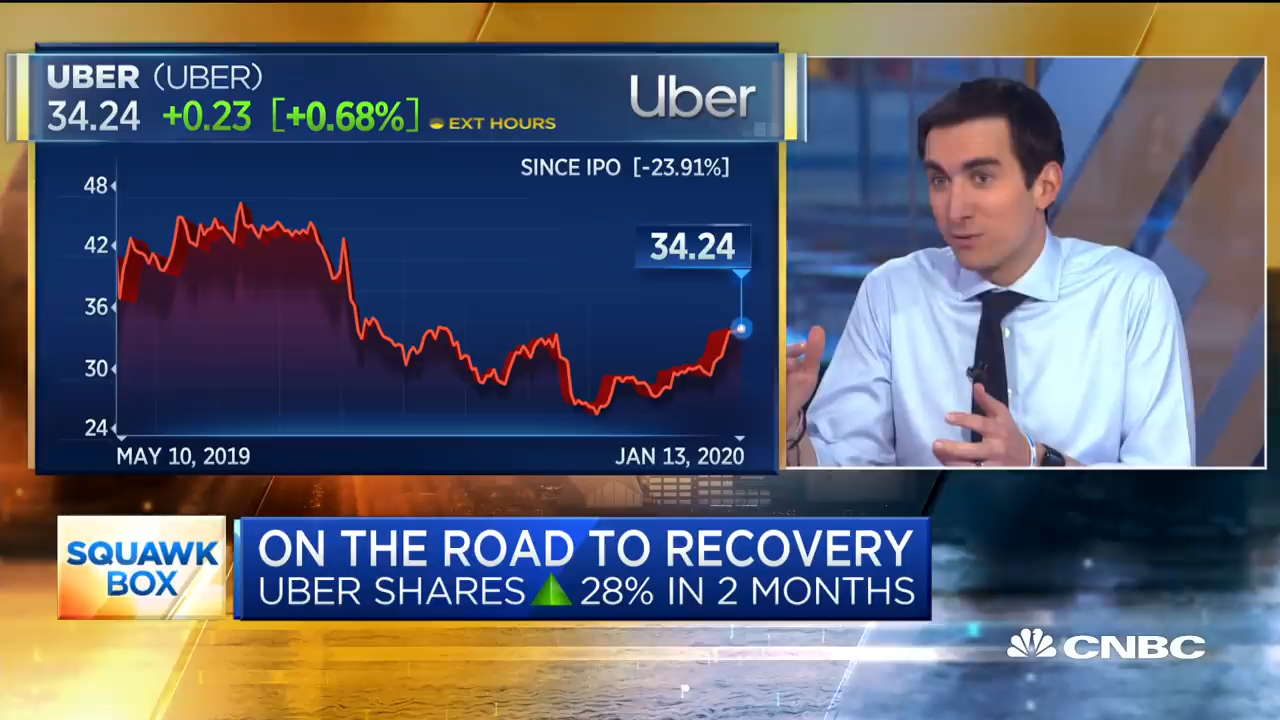 UBER (UBER)
34.24 +0.23 [+0.68%] EXT HOURS
Uber
SINCE IPO [-23.91%]
48
42
36
30
24
34.24
MAY 10, 2019
JAN 13, 2020
SQUAWK
BOX
ON THE ROAD TO RECOVERY
UBER SHARES ▲ 28% IN 2 MONTHS
CNBC
P